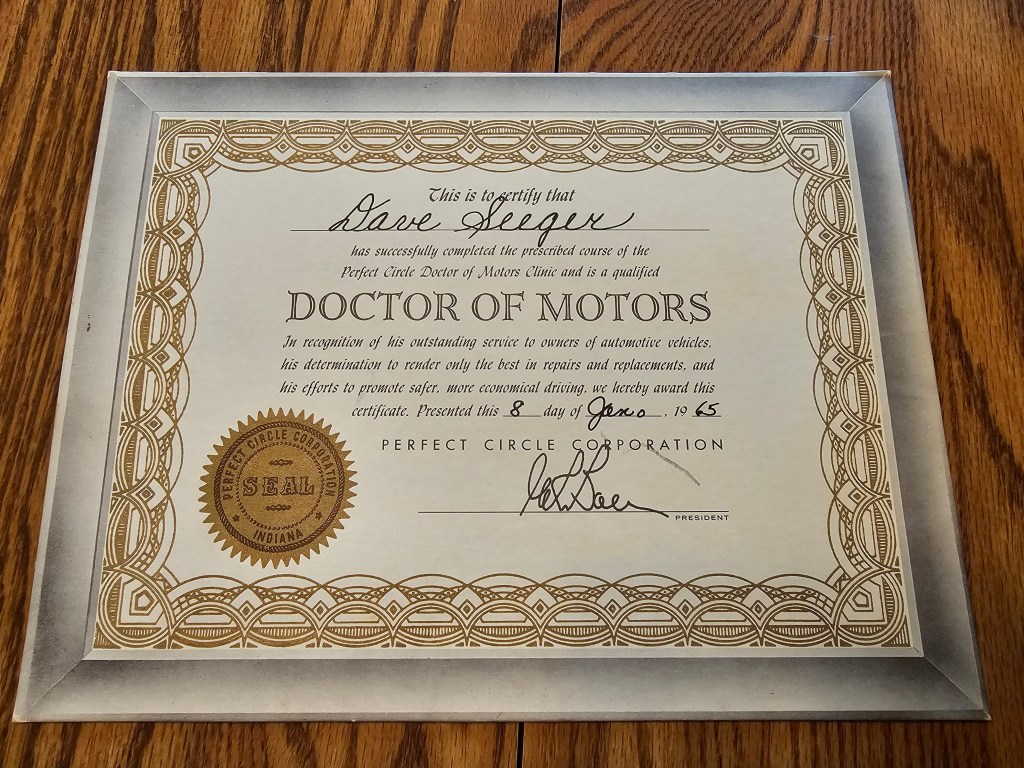 This is to certify that
Dave Seeger
has successfully completed the prescribed course of the
Perfect Circle Doctor of Motors Clinic and is a qualified
DOCTOR OF MOTORS
In recognition of his outstanding service to owners of automotive vehicles,
his determination to render only the best in repairs and replacements, and
his efforts to promote safer, more economical driving, we hereby award this
certificate. Presented this 8 day of Jan. , 19 65
PERFECT CIRCLE CORPORATION
PRESIDENT
PERFECT CIRCLE CORPORATION
SEAL
INDIANA